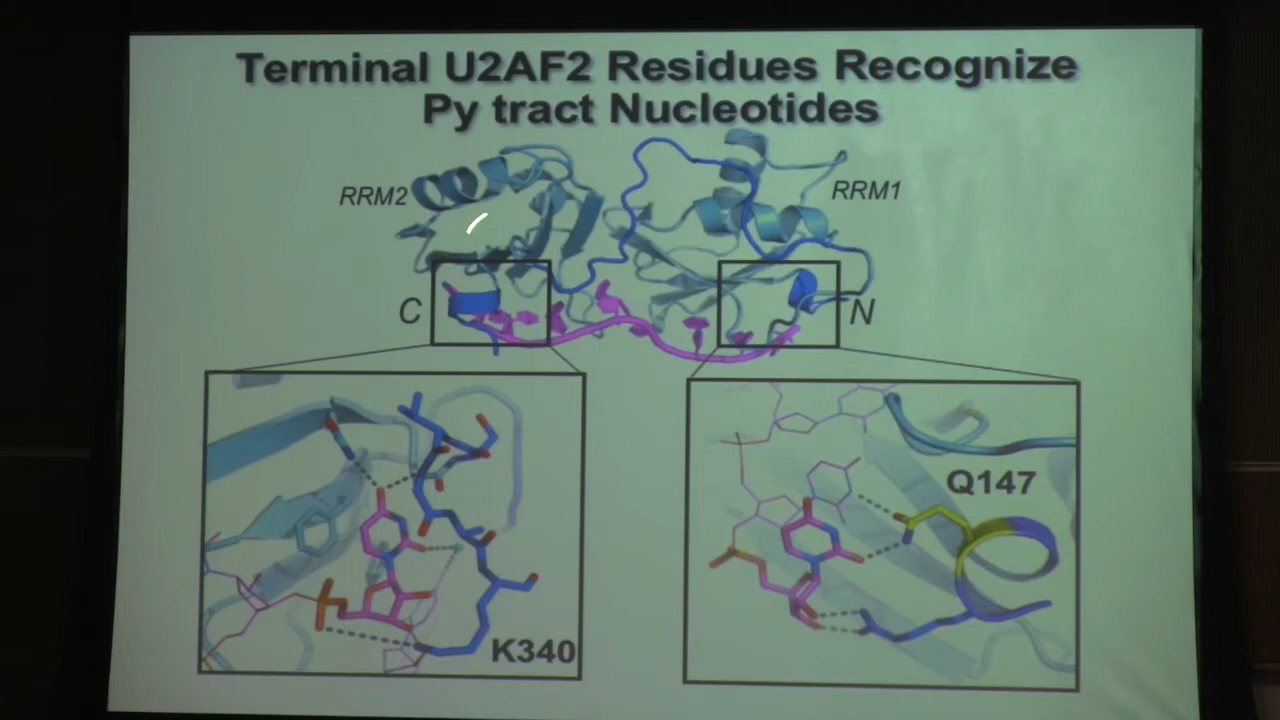 Terminal U2AF2 Residues Recognize
Py tract Nucleotides
RRM2
RRM1
C
N
Q147
K340